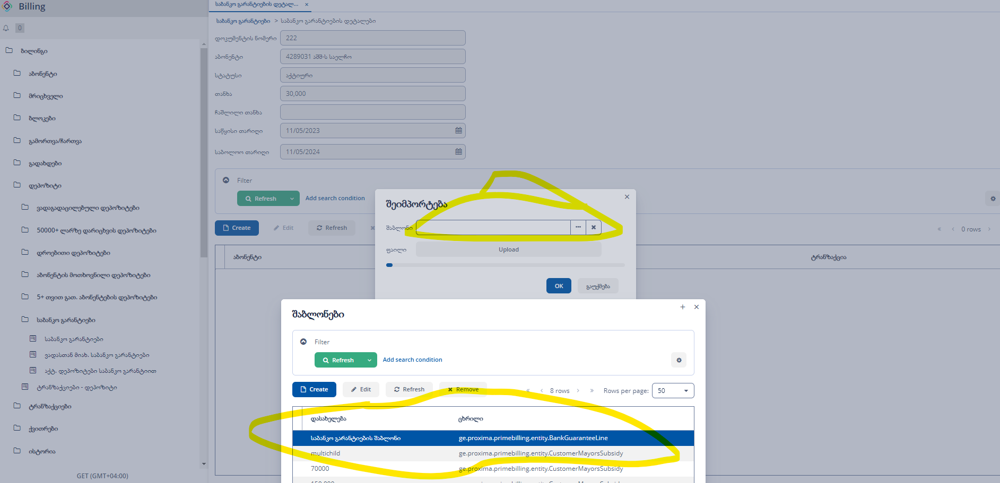 Billing
0
ბილინგი
აბონენტი
მრიცხველი
ბლოკები
გამორთვა/ჩართვა
გადახდები
დეპოზიტი
ვადაგადაცილებული დეპოზიტები
50000+ ლარზე დარიცხვის დეპოზიტები
დროებითი დეპოზიტები
აბონენტის მოთხოვნილი დეპოზიტები
5+ თვით გათ. აბონენტების დეპოზიტები
საბანკო გარანტიები
საბანკო გარანტიები
ვადასთან მიახ. საბანკო გარანტიები
აქტ. დეპოზიტები საბანკო გარანტიით
ტრანზაქციები - დეპოზიტი
ტრანზაქციები
ქვითრები
ისტორია
GET (GMT+04:00)
საბანკო გარანტიების დეტალ...
საბანკო გარანტიები > საბანკო გარანტიების დეტალები
დოკუმენტის ნომერი 222
აბონენტი 4289031 აშშ-ს საელჩო
სტატუსი აქტიური
თანხა 30,000
ჩაშლილი თანხა
საწყისი თარიღი 11/05/2023
საბოლოო თარიღი 11/05/2024
Filter
Refresh Add search condition
Create Edit Refresh 0 rows
აბონენტი ტრანზაქცია
შეიმპორტება
შაბლონი
ფაილი Upload
OK გაუქმება
შაბლონები
Filter
Refresh Add search condition
Create Edit Refresh Remove 8 rows Rows per page: 50
დასახელება ცხრილი
საბანკო გარანტიების შაბლონი ge.proxima.primebilling.entity.BankGuaranteeLine
multichild ge.proxima.primebilling.entity.CustomerMayorsSubsidy
70000 ge.proxima.primebilling.entity.CustomerMayorsSubsidy